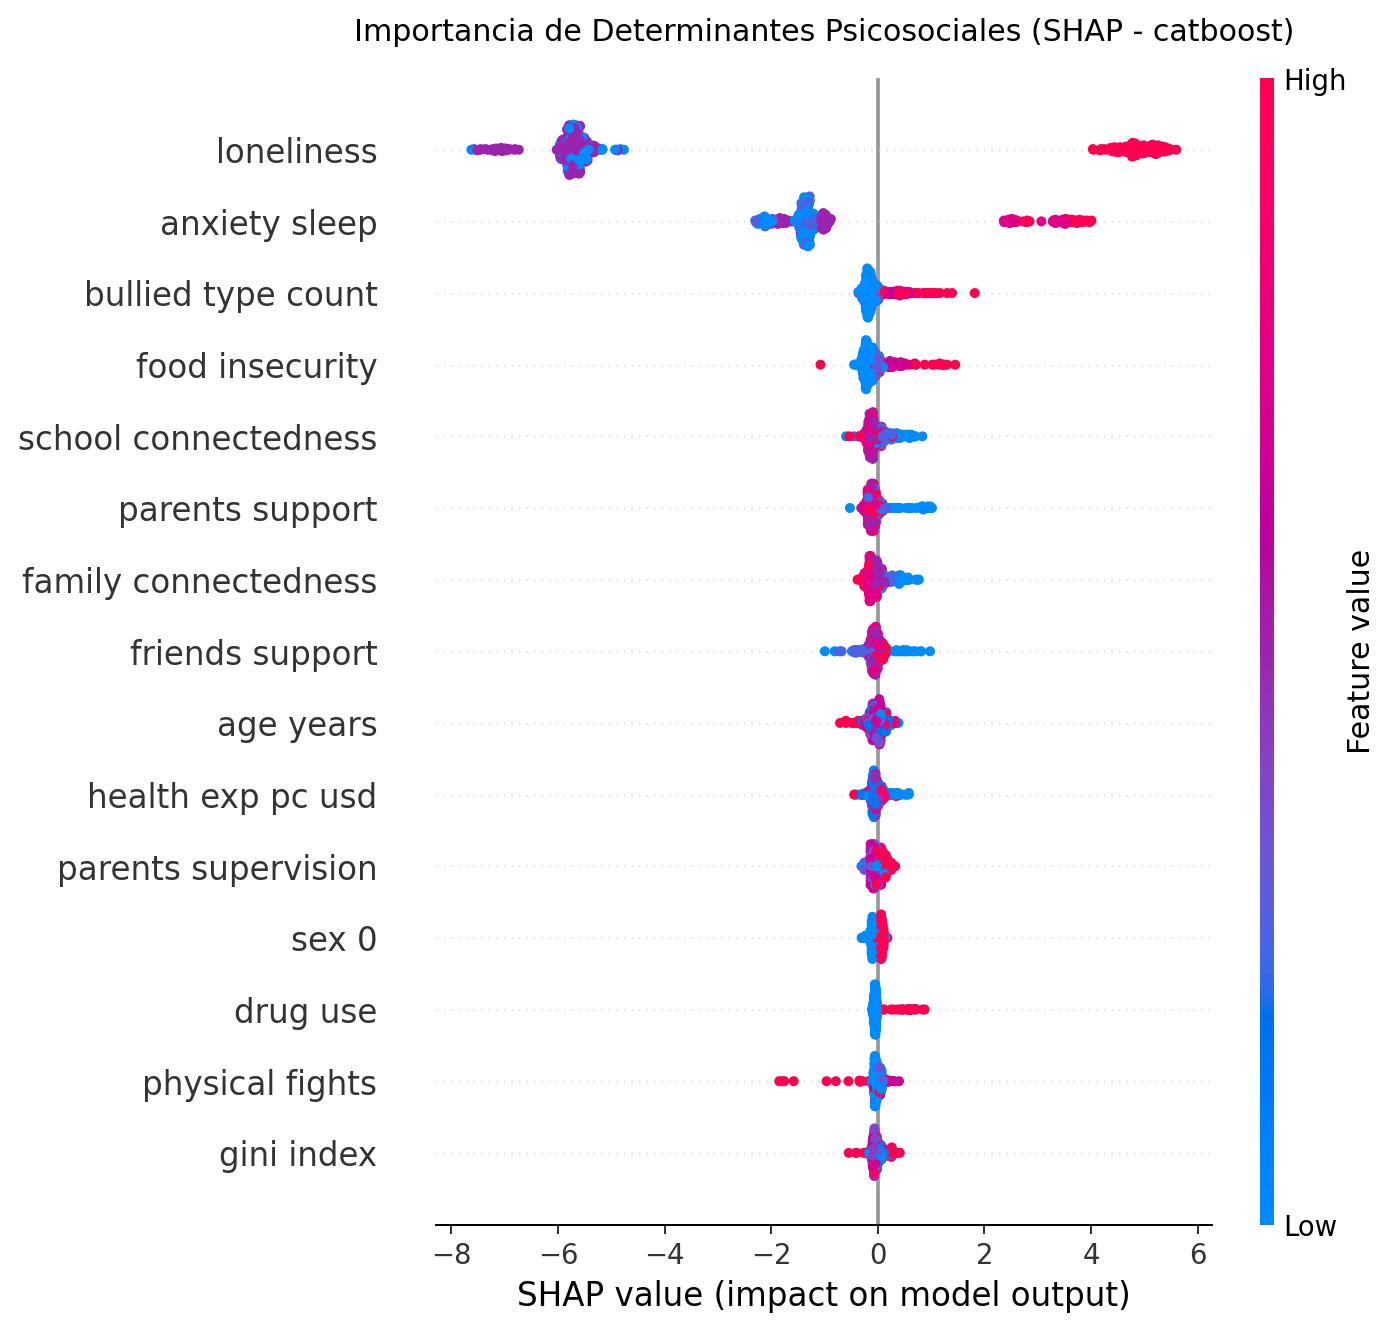 Importancia de Determinantes Psicosociales (SHAP - catboost)
High
loneliness
anxiety sleep
bullied type count
food insecurity
school connectedness
parents support
family connectedness
friends support
age years
health exp pc usd
parents supervision
sex 0
drug use
physical fights
gini index
Feature value
Low
−8 −6 −4 −2 0 2 4 6
SHAP value (impact on model output)